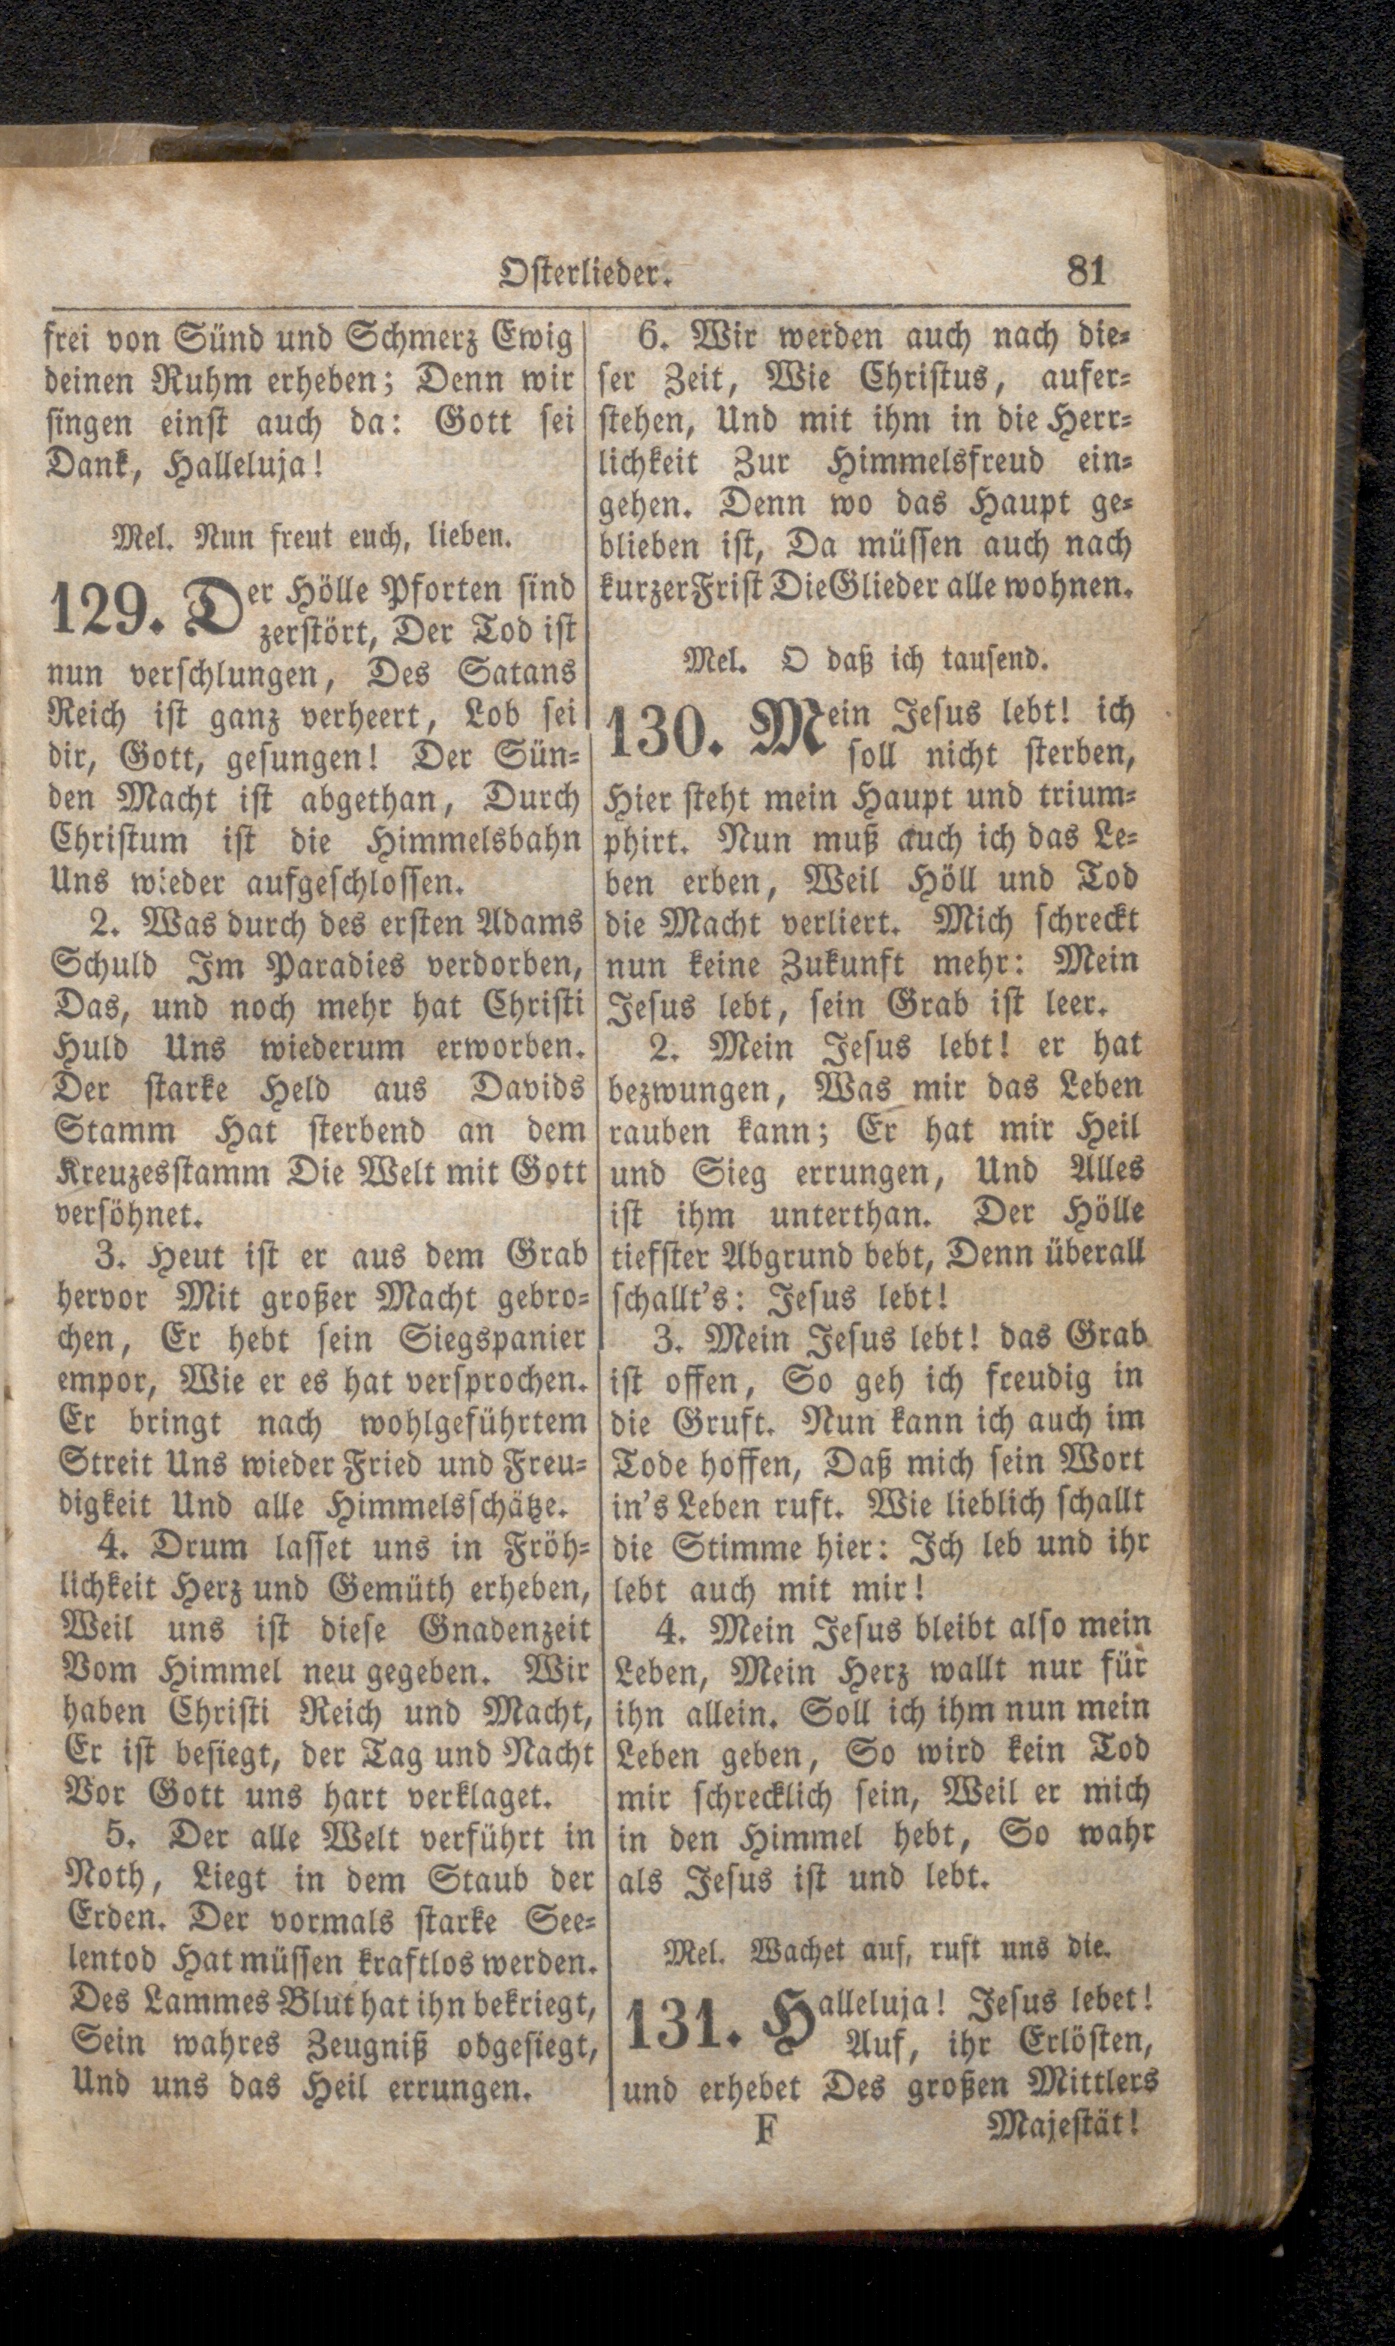 Osterlieder. 81
frei von Sünd und Schmerz Ewig
deinen Ruhm erheben; Denn wir
singen einst auch da: Gott sei
Dank, Halleluja!
Mel. Nun freut euch, lieben.
129. Der Hölle Pforten sind
zerstört, Der Tod ist
nun verschlungen, Des Satans
Reich ist ganz verheert, Lob sei
dir, Gott, gesungen! Der Sün-
den Macht ist abgethan, Durch
Christum ist die Himmelsbahn
Uns wieder aufgeschlossen.
2. Was durch des ersten Adams
Schuld Im Paradies verdorben,
Das, und noch mehr hat Christi
Huld Uns wiederum erworben.
Der starke Held aus Davids
Stamm Hat sterbend an dem
Kreuzesstamm Die Welt mit Gott
versöhnet.
3. Heut ist er aus dem Grab
hervor Mit großer Macht gebro-
chen, Er hebt sein Siegspanier
empor, Wie er es hat versprochen.
Er bringt nach wohlgeführtem
Streit Uns wieder Fried und Freu-
digkeit Und alle Himmelsschätze.
4. Drum lasset uns in Fröh-
lichkeit Herz und Gemüth erheben,
Weil uns ist diese Gnadenzeit
Vom Himmel neu gegeben. Wir
haben Christi Reich und Macht,
Er ist besiegt, der Tag und Nacht
Vor Gott uns hart verklaget.
5. Der alle Welt verführt in
Noth, Liegt in dem Staub der
Erden. Der vormals starke See-
lentod Hat müssen kraftlos werden.
Des Lammes Blut hat ihn bekriegt,
Sein wahres Zeugniß obgesiegt,
Und uns das Heil errungen.
6. Wir werden auch nach die-
ser Zeit, Wie Christus, aufer-
stehen, Und mit ihm in die Herr-
lichkeit Zur Himmelsfreud ein-
gehen. Denn wo das Haupt ge-
blieben ist, Da müssen auch nach
kurzer Frist Die Glieder alle wohnen.
Mel. O daß ich tausend.
130. Mein Jesus lebt! ich
soll nicht sterben,
Hier steht mein Haupt und trium-
phirt. Nun muß auch ich das Le-
ben erben, Weil Höll und Tod
die Macht verliert. Mich schreckt
nun keine Zukunft mehr: Mein
Jesus lebt, sein Grab ist leer.
2. Mein Jesus lebt! er hat
bezwungen, Was mir das Leben
rauben kann; Er hat mir Heil
und Sieg errungen, Und Alles
ist ihm unterthan. Der Hölle
tiefster Abgrund bebt, Denn überall
schallt's: Jesus lebt!
3. Mein Jesus lebt! das Grab
ist offen, So geh ich freudig in
die Gruft. Nun kann ich auch im
Tode hoffen, Daß mich sein Wort
in's Leben ruft. Wie lieblich schallt
die Stimme hier: Ich leb und ihr
lebt auch mit mir!
4. Mein Jesus bleibt also mein
Leben, Mein Herz wallt nur für
ihn allein. Soll ich ihm nun mein
Leben geben, So wird kein Tod
mir schrecklich sein, Weil er mich
in den Himmel hebt, So wahr
als Jesus ist und lebt.
Mel. Wachet auf, ruft uns die.
131. Halleluja! Jesus lebet!
Auf, ihr Erlösten,
und erhebet Des großen Mittlers
F Majestät!